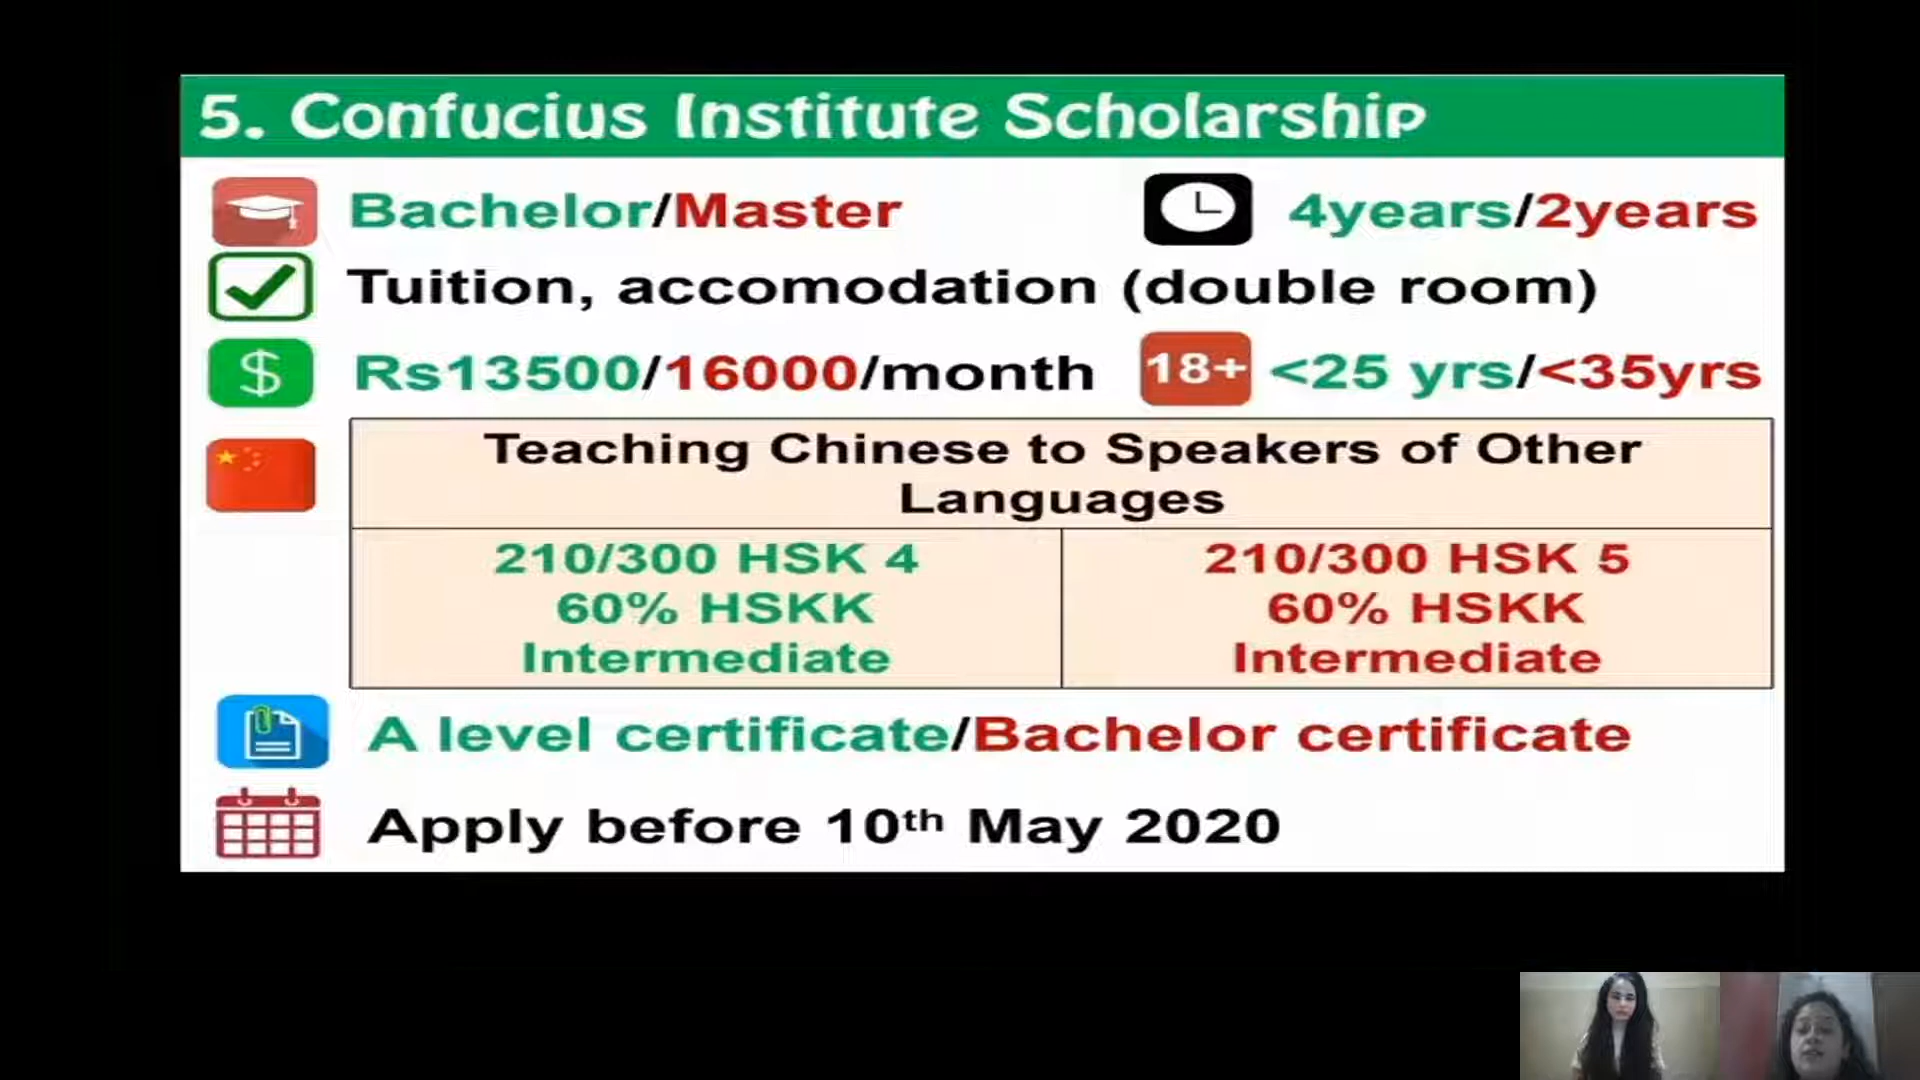 5. Confucius Institute Scholarship
Bachelor/Master 4years/2years
Tuition, accomodation (double room)
Rs13500/16000/month 18+ <25 yrs/<35yrs
Teaching Chinese to Speakers of Other
Languages
210/300 HSK 4
60% HSKK
Intermediate
210/300 HSK 5
60% HSKK
Intermediate
A level certificate/Bachelor certificate
Apply before 10th May 2020